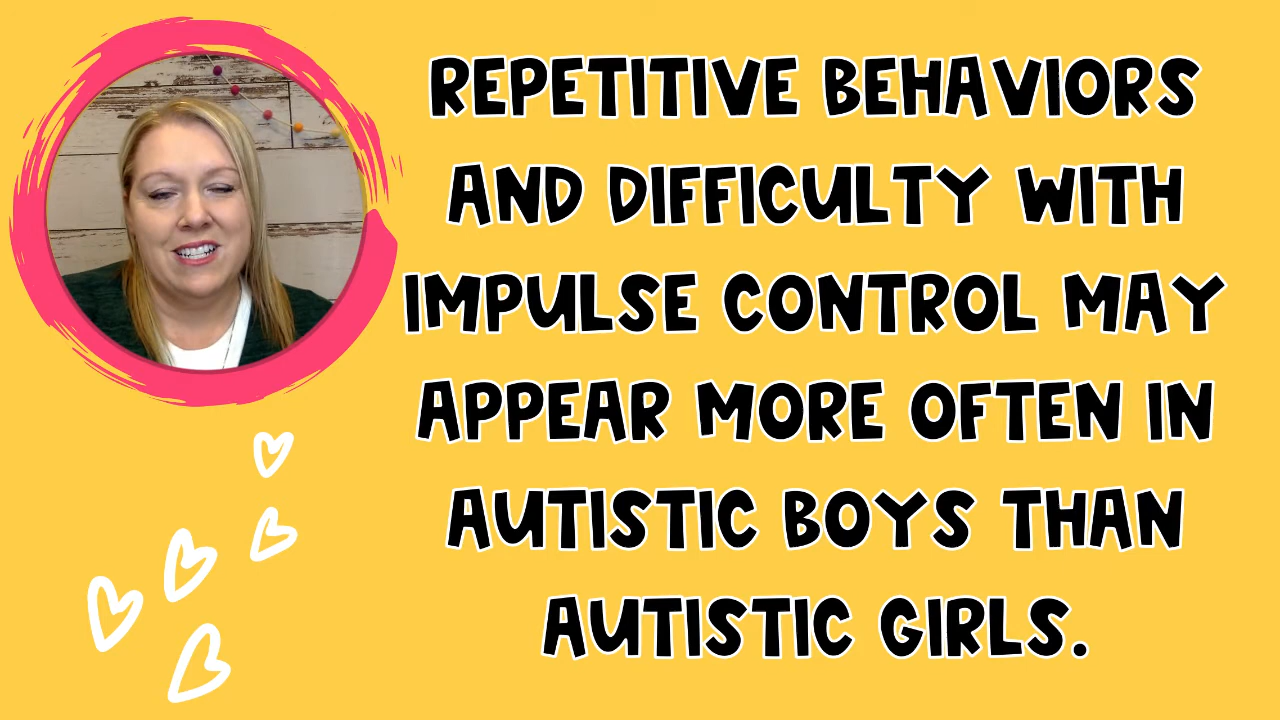 REPETITIVE BEHAVIORS
AND DIFFICULTY WITH
IMPULSE CONTROL MAY
APPEAR MORE OFTEN IN
AUTISTIC BOYS THAN
AUTISTIC GIRLS.